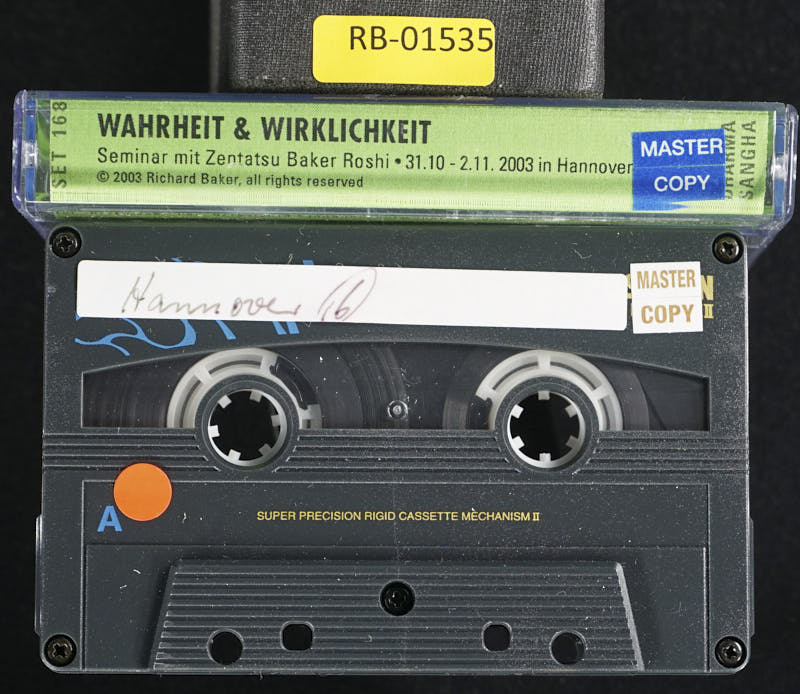 RB-01535
SET 168
WAHRHEIT & WIRKLICHKEIT
Seminar mit Zentatsu Baker Roshi • 31.10 - 2.11. 2003 in Hannover
© 2003 Richard Baker, all rights reserved
MASTER
COPY
DHARMA
SANGHA
Hannover 16
MASTER
COPY
A
SUPER PRECISION RIGID CASSETTE MECHANISM II